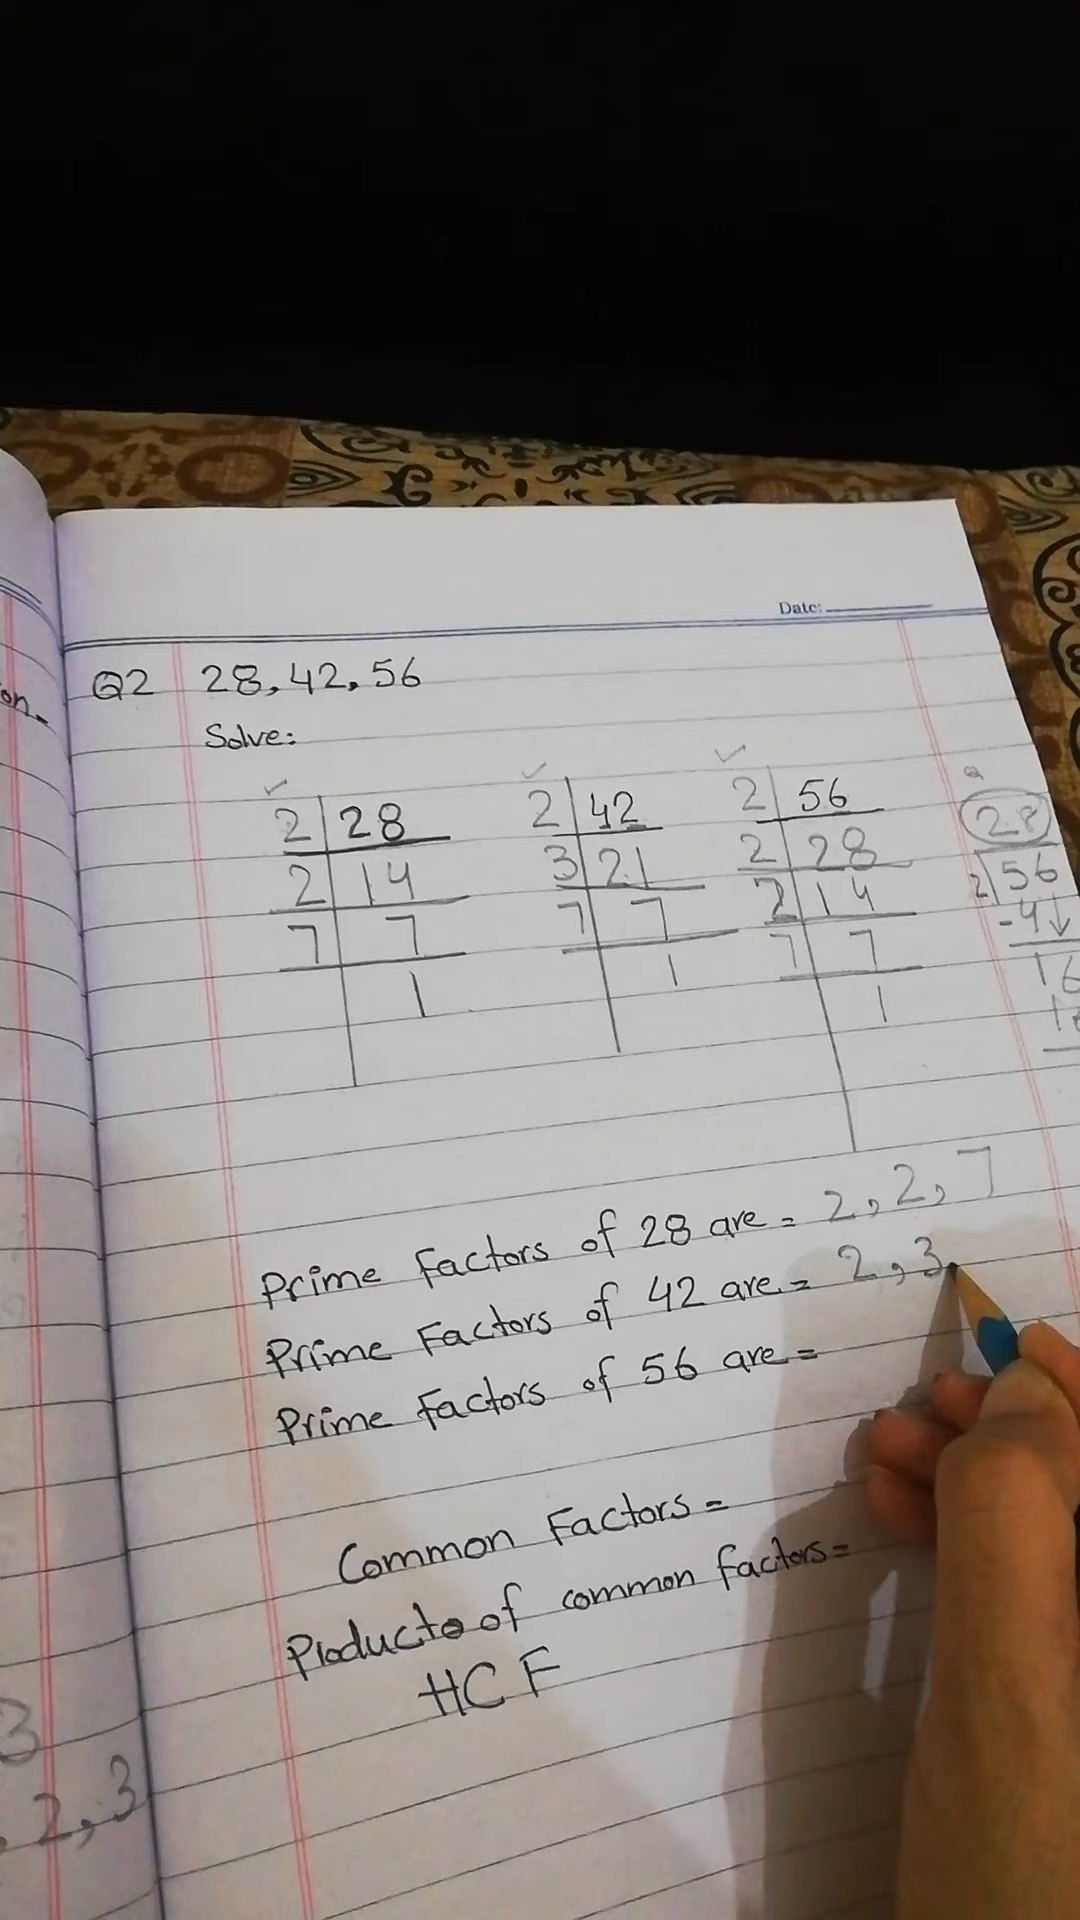 Date:
on-
Q2 28, 42, 56
Solve:
2 28
2 14
7 7
1
2 42
3 21
7 7
1
2 56
2 28
2 14
7 7
1
28
2 56
-4↓
16
Prime Factors of 28 are = 2, 2, 7
Prime Factors of 42 are = 2, 3,
Prime Factors of 56 are =
Common Factors =
Products of common factors =
HCF
3
2, 3